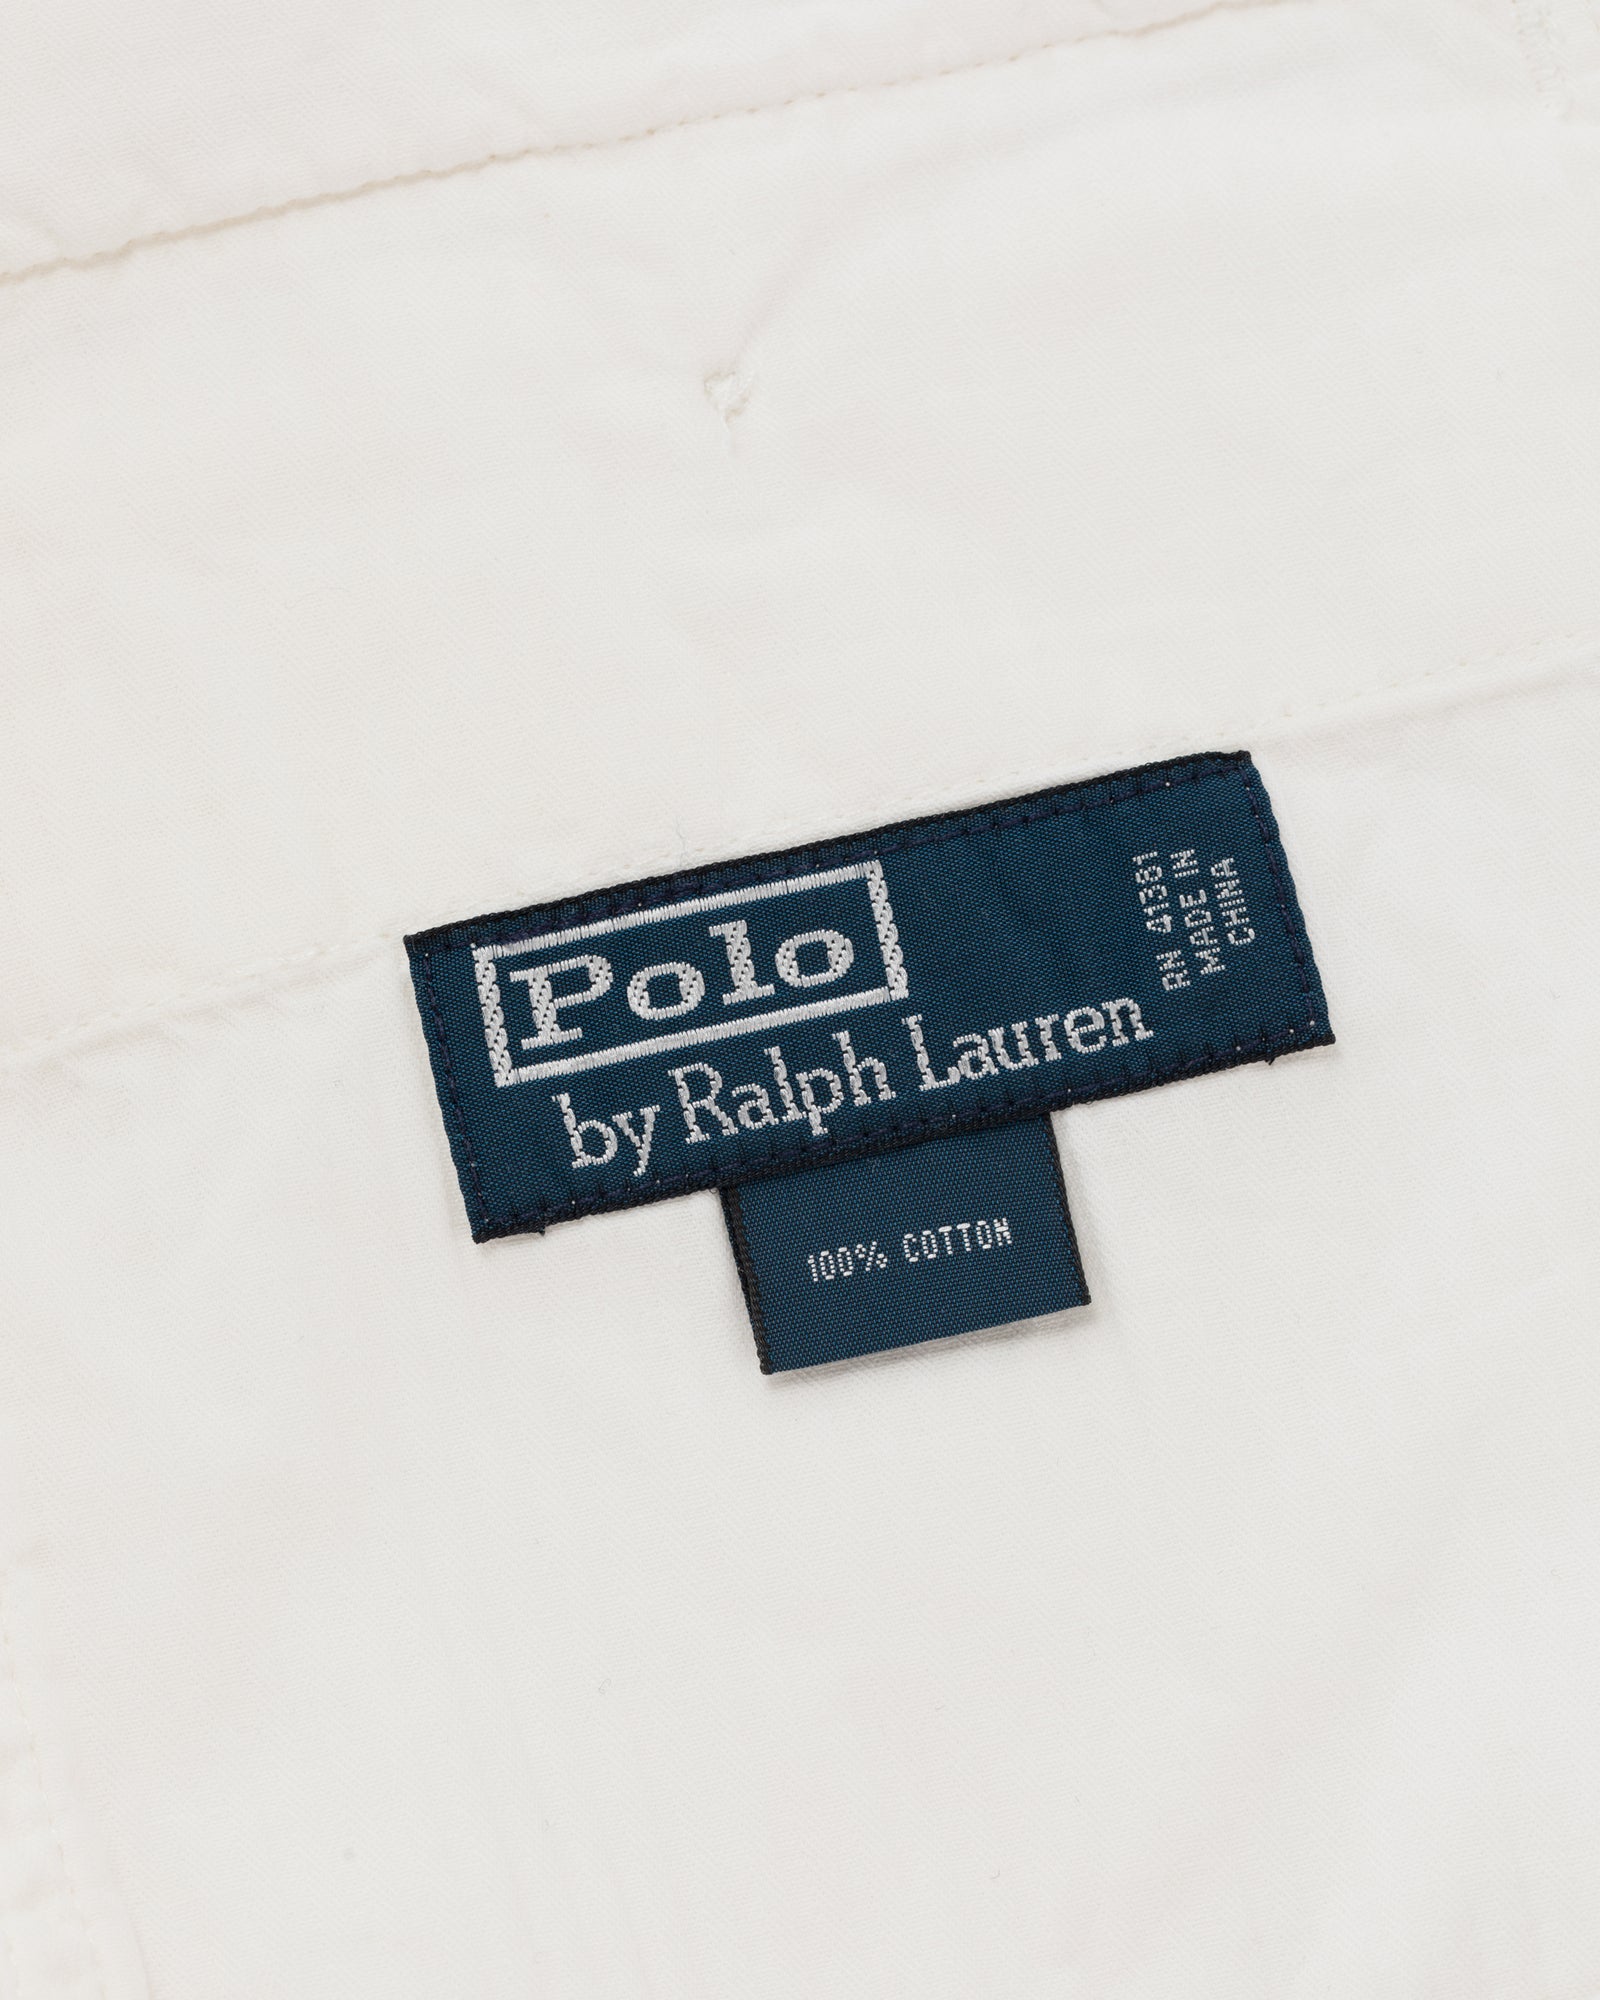 Polo
by Ralph Lauren
RN 41381
MADE IN
CHINA
100% COTTON